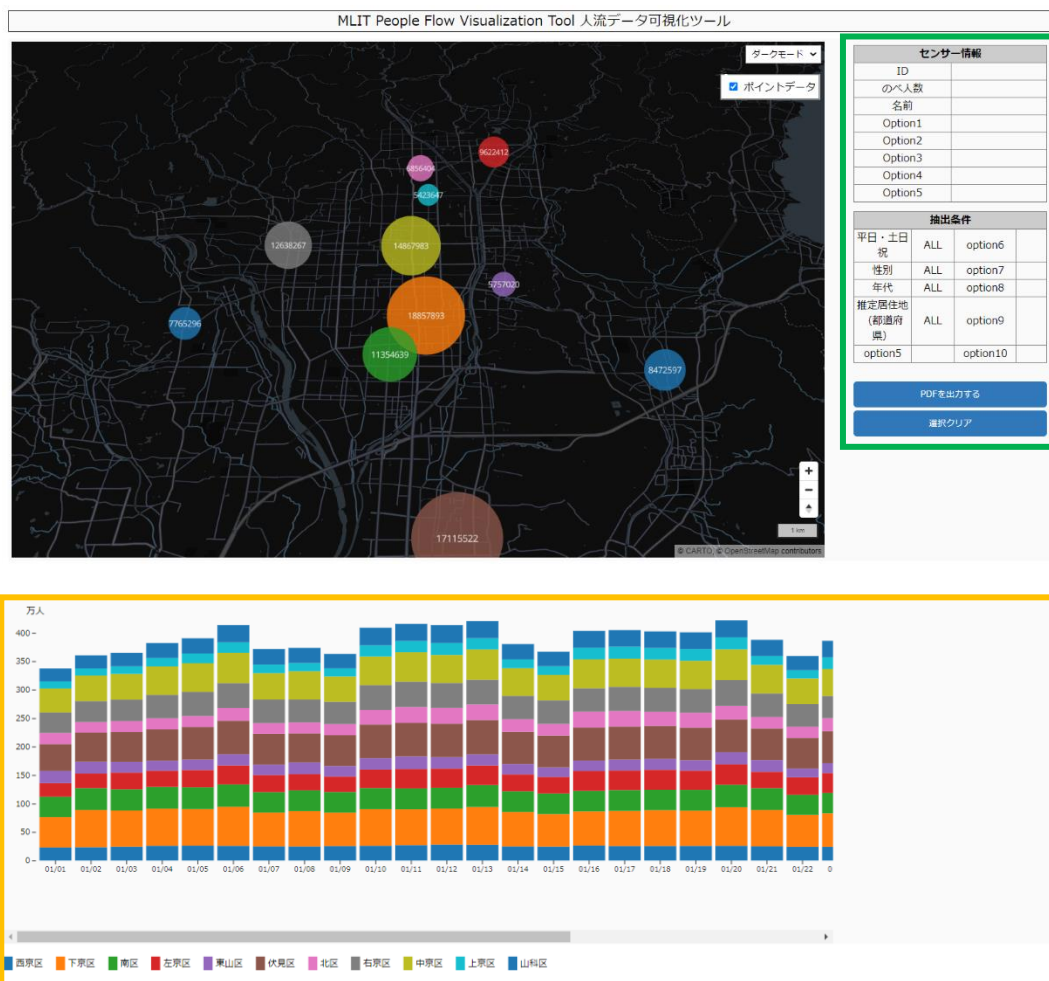 MLIT People Flow Visualization Tool 人流データ可視化ツール
ダークモード
ポイントデータ
9622412
6856404
5423647
12638267
14867983
5757020
7765296
18857893
11354639
8472597
17115522
+
−
1 km
© CARTO, © OpenStreetMap contributors
センサー情報
ID
のべ人数
名前
Option1
Option2
Option3
Option4
Option5
抽出条件
平日・土日祝 ALL option6
性別 ALL option7
年代 ALL option8
推定居住地(都道府県) ALL option9
option5 option10
PDFを出力する
選択クリア
万人
400
350
300
250
200
150
100
50
0
01/01 01/02 01/03 01/04 01/05 01/06 01/07 01/08 01/09 01/10 01/11 01/12 01/13 01/14 01/15 01/16 01/17 01/18 01/19 01/20 01/21 01/22 0
西京区 下京区 南区 左京区 東山区 伏見区 北区 右京区 中京区 上京区 山科区